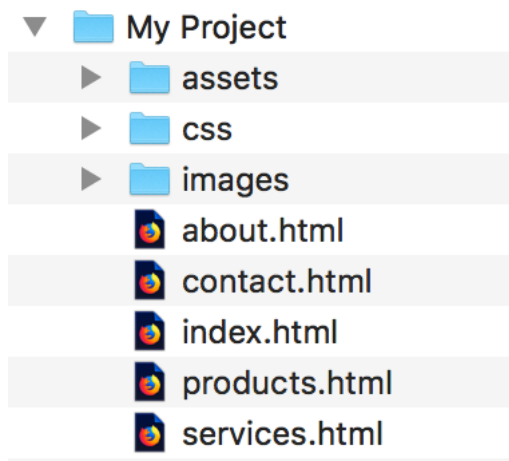 My Project
assets
css
images
about.html
contact.html
index.html
products.html
services.html